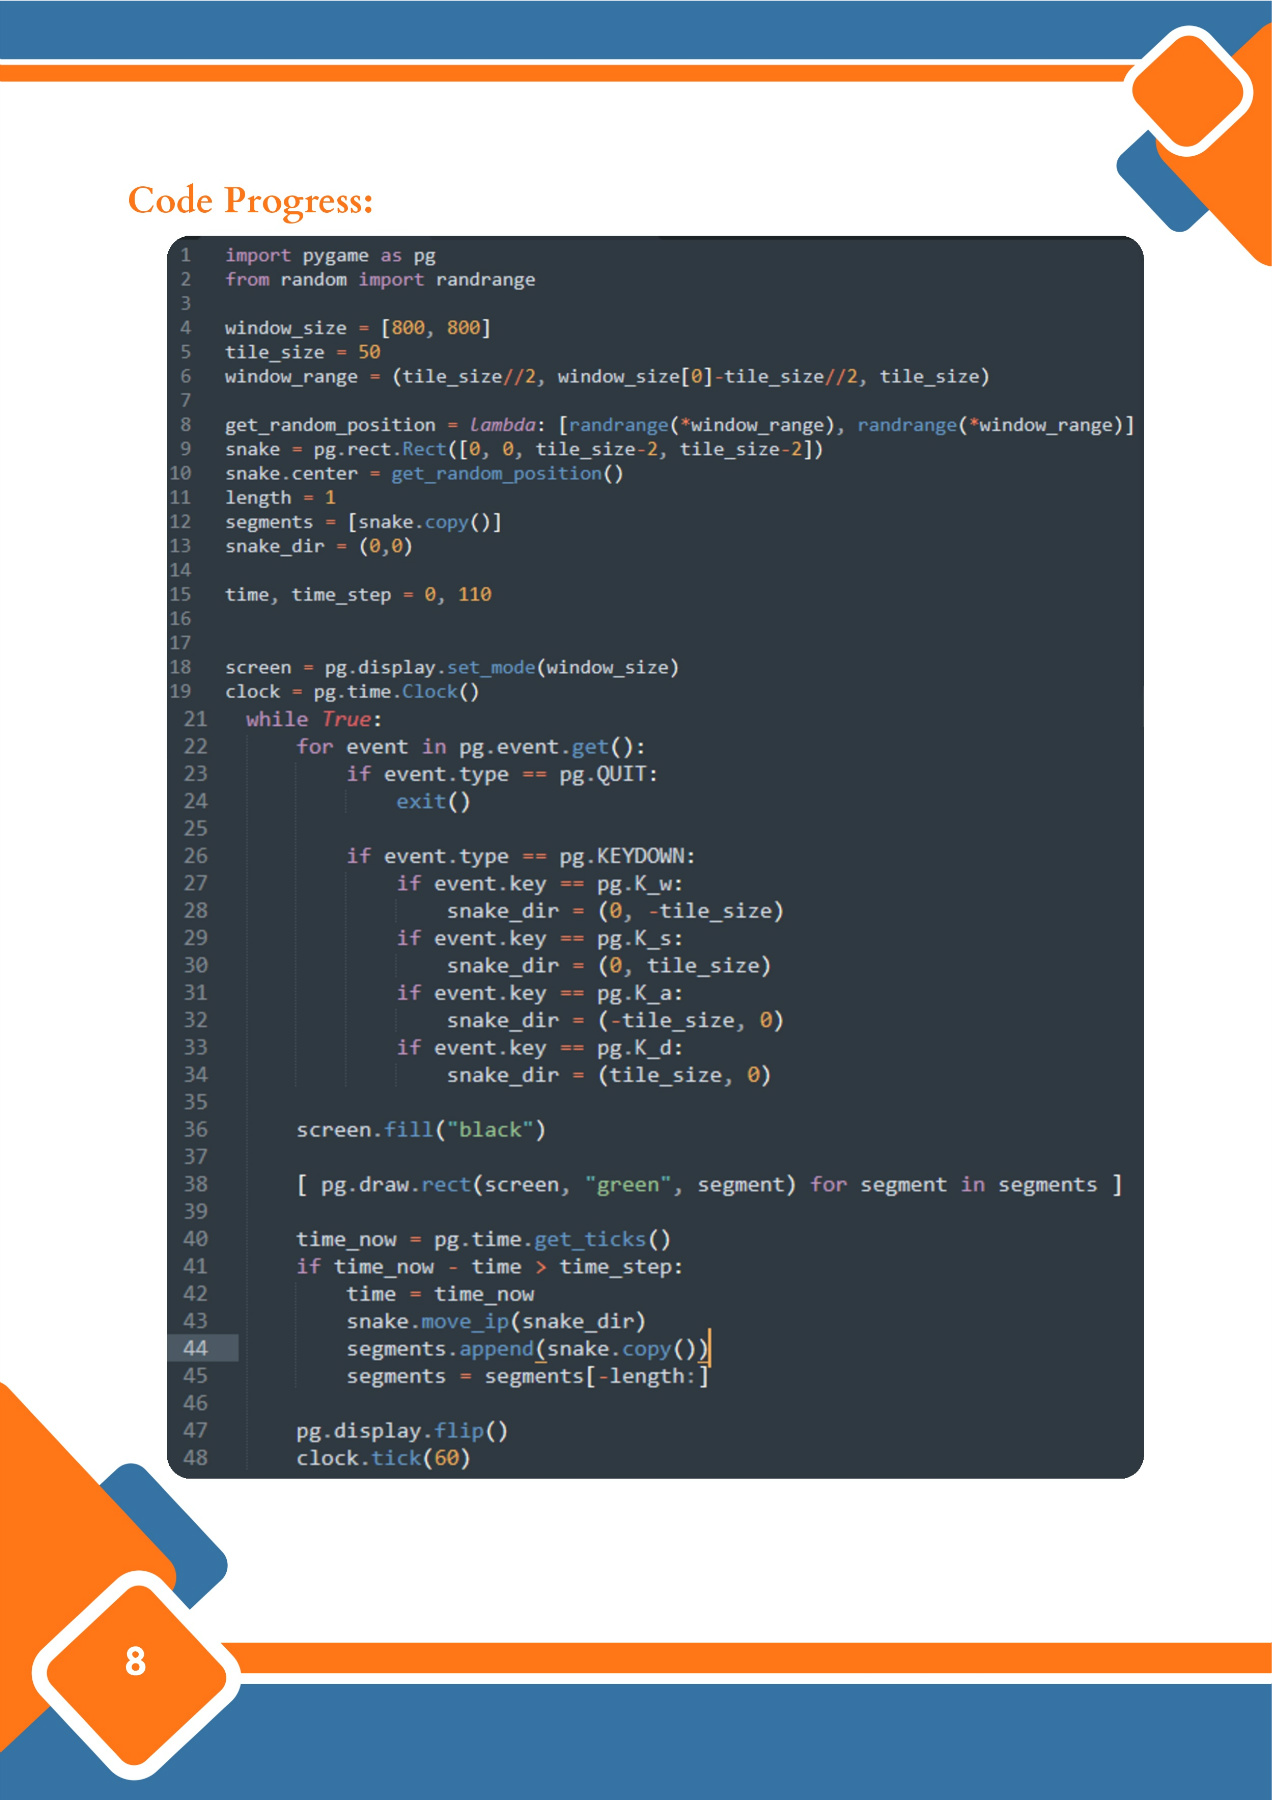 Code Progress:
1 import pygame as pg
2 from random import randrange
3
4 window_size = [800, 800]
5 tile_size = 50
6 window_range = (tile_size//2, window_size[0]-tile_size//2, tile_size)
7
8 get_random_position = lambda: [randrange(*window_range), randrange(*window_range)]
9 snake = pg.rect.Rect([0, 0, tile_size-2, tile_size-2])
10 snake.center = get_random_position()
11 length = 1
12 segments = [snake.copy()]
13 snake_dir = (0,0)
14
15 time, time_step = 0, 110
16
17
18 screen = pg.display.set_mode(window_size)
19 clock = pg.time.Clock()
21 while True:
22     for event in pg.event.get():
23         if event.type == pg.QUIT:
24             exit()
25
26         if event.type == pg.KEYDOWN:
27             if event.key == pg.K_w:
28                 snake_dir = (0, -tile_size)
29             if event.key == pg.K_s:
30                 snake_dir = (0, tile_size)
31             if event.key == pg.K_a:
32                 snake_dir = (-tile_size, 0)
33             if event.key == pg.K_d:
34                 snake_dir = (tile_size, 0)
35
36     screen.fill("black")
37
38     [ pg.draw.rect(screen, "green", segment) for segment in segments ]
39
40     time_now = pg.time.get_ticks()
41     if time_now - time > time_step:
42         time = time_now
43         snake.move_ip(snake_dir)
44         segments.append(snake.copy())
45         segments = segments[-length:]
46
47     pg.display.flip()
48     clock.tick(60)
8